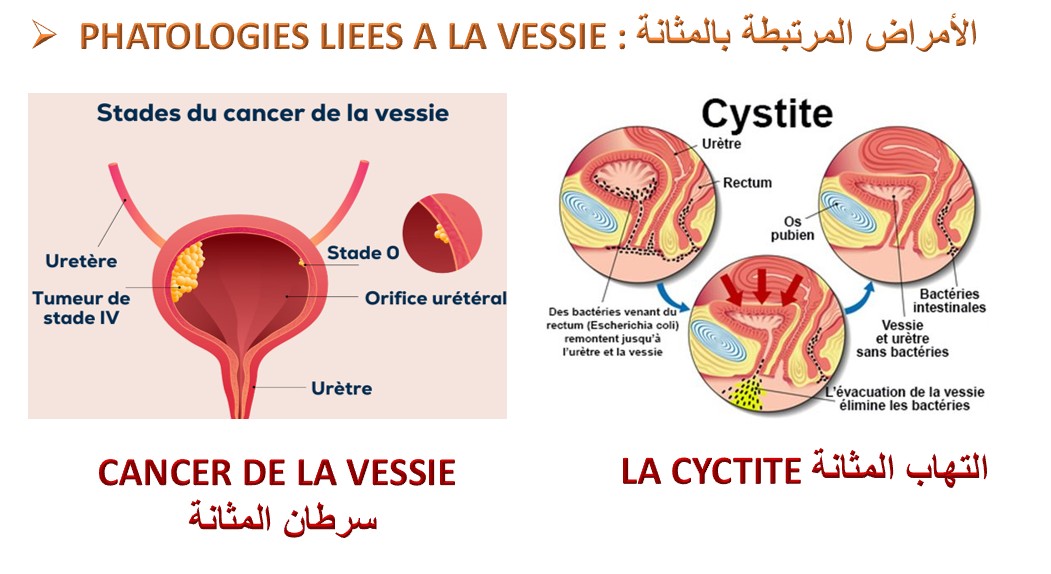 ➢ PHATOLOGIES LIEES A LA VESSIE : الأمراض المرتبطة بالمثانة
Stades du cancer de la vessie
Uretère
Stade 0
Tumeur de
stade IV
Orifice urétéral
Urètre
CANCER DE LA VESSIE
سرطان المثانة
Cystite
Urètre
Rectum
Os
pubien
Des bactéries venant du
rectum (Escherichia coli)
remontent jusqu'à
l'urètre et la vessie
Bactéries
intestinales
Vessie
et urètre
sans bactéries
L'évacuation de la vessie
élimine les bactéries
LA CYCTITE التهاب المثانة